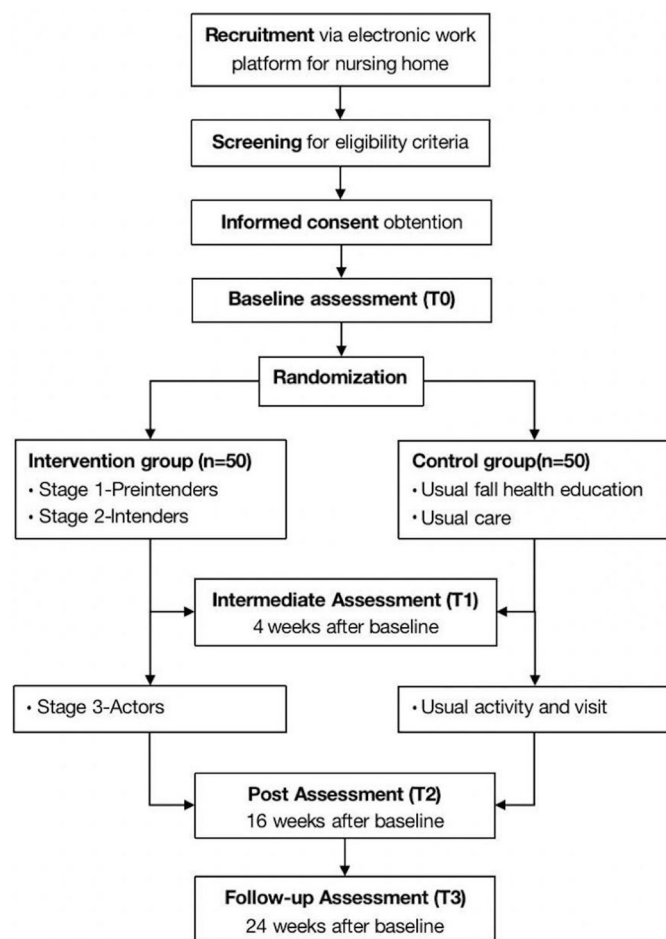 Recruitment via electronic work
platform for nursing home
Screening for eligibility criteria
Informed consent obtention
Baseline assessment (T0)
Randomization
Intervention group (n=50)
• Stage 1-Preintenders
• Stage 2-Intenders
Control group(n=50)
• Usual fall health education
• Usual care
Intermediate Assessment (T1)
4 weeks after baseline
• Stage 3-Actors
• Usual activity and visit
Post Assessment (T2)
16 weeks after baseline
Follow-up Assessment (T3)
24 weeks after baseline